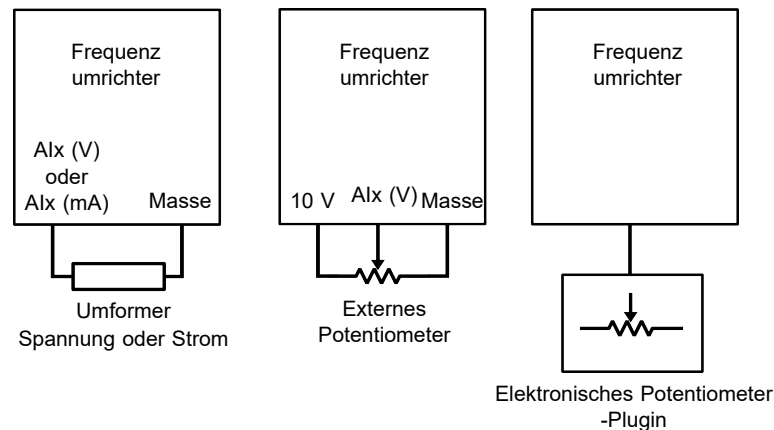 Frequenz
umrichter
AIx (V)
oder
AIx (mA)
Masse
Umformer
Spannung oder Strom
Frequenz
umrichter
10 V
AIx (V)
Masse
Externes
Potentiometer
Frequenz
umrichter
Elektronisches Potentiometer
-Plugin